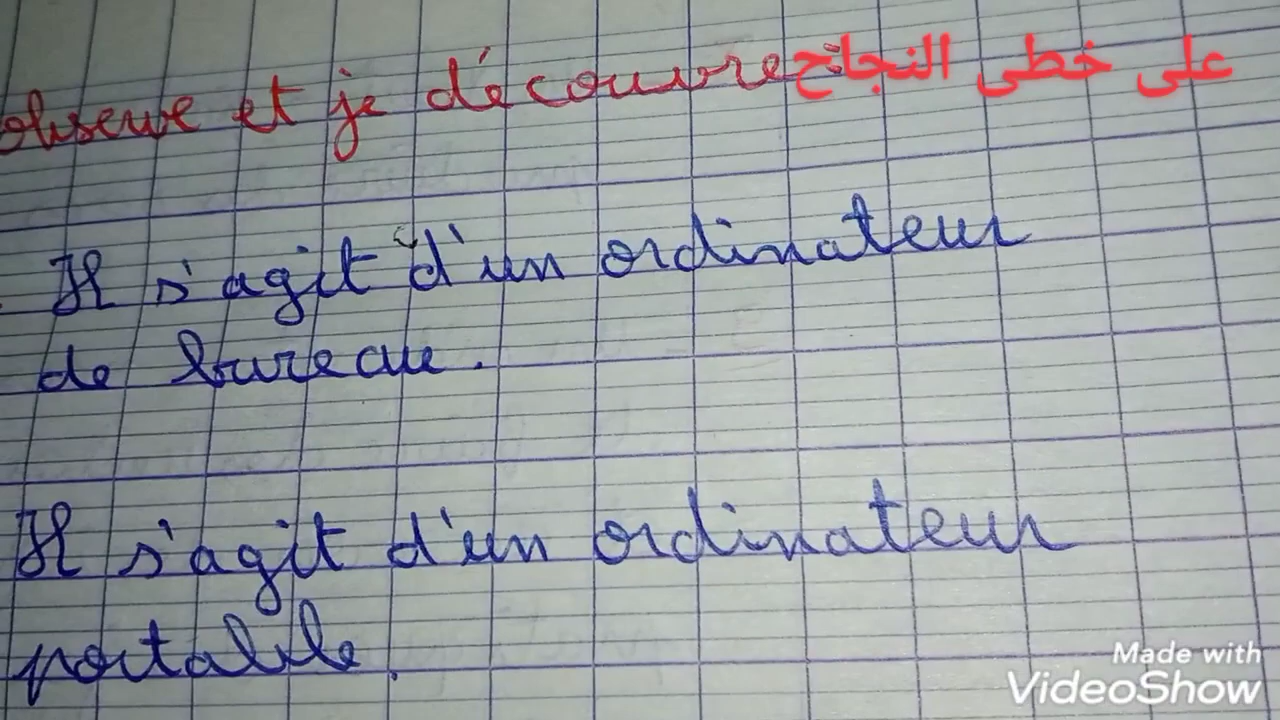 observe et je découvre على خطى النجاح
Il s'agit d'un ordinateur
de bureau.
Il s'agit d'un ordinateur
portable.
Made with
VideoShow